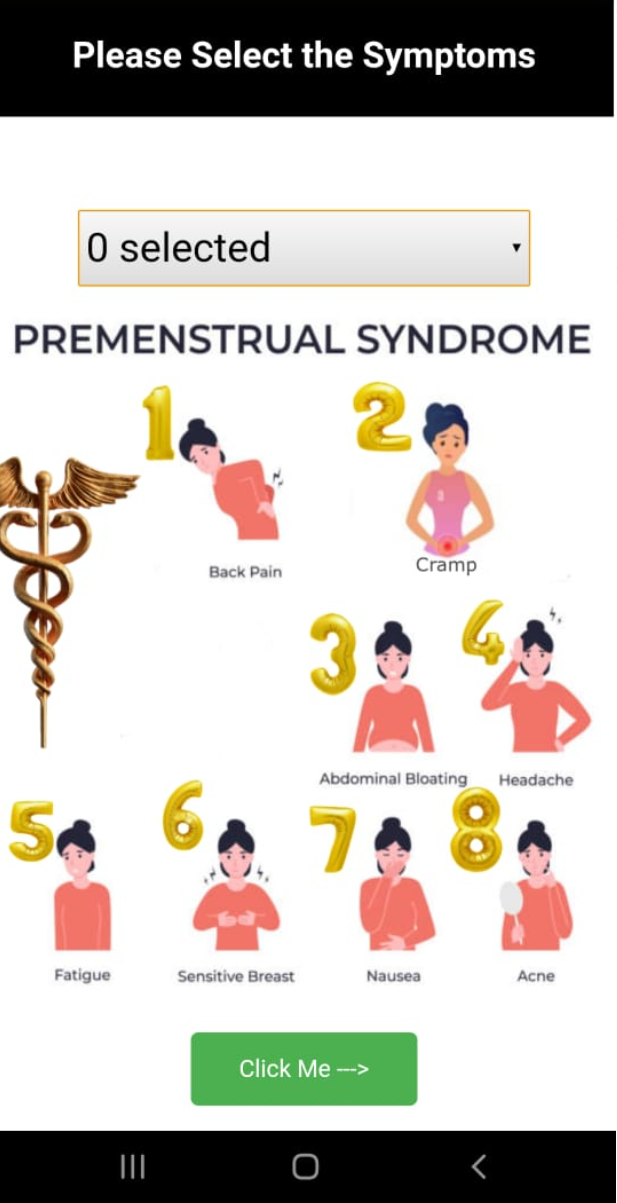 Please Select the Symptoms
0 selected
PREMENSTRUAL SYNDROME
1 2
Back Pain Cramp
3 4
Abdominal Bloating Headache
5 6 7 8
Fatigue Sensitive Breast Nausea Acne
Click Me --->